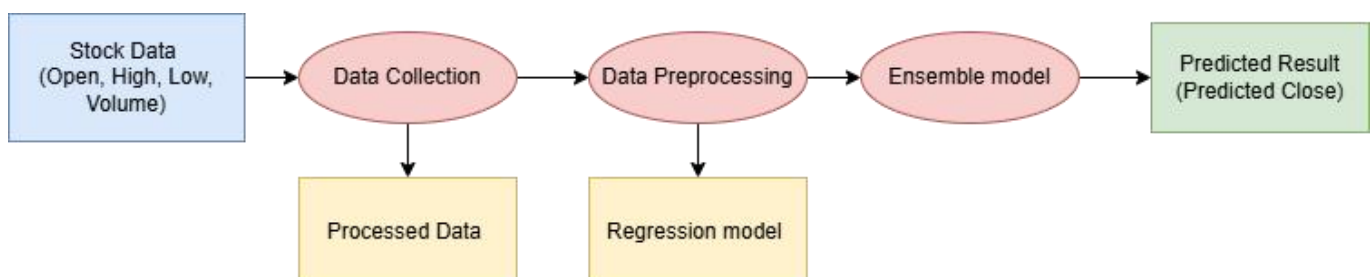 Stock Data
(Open, High, Low,
Volume)
Data Collection
Data Preprocessing
Ensemble model
Predicted Result
(Predicted Close)
Processed Data
Regression model